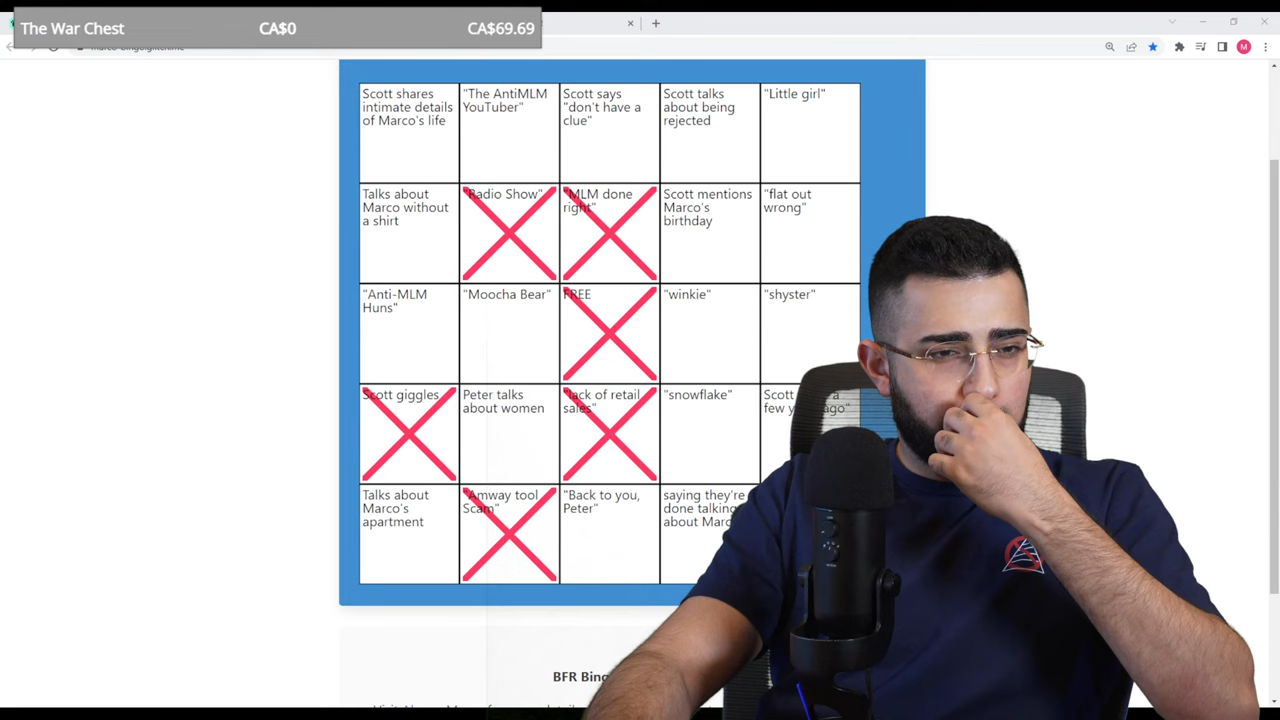 The War Chest CA$0 CA$69.69
M
Scott shares
intimate details
of Marco's life
"The AntiMLM
YouTuber"
Scott says
"don't have a
clue"
Scott talks
about being
rejected
"Little girl"
Talks about
Marco without
a shirt
"Radio Show"
"MLM done
right"
Scott mentions
Marco's
birthday
"flat out
wrong"
"Anti-MLM
Huns"
"Moocha Bear"
FREE
"winkie"
"shyster"
Scott giggles
Peter talks
about women
"lack of retail
sales"
"snowflake"
Scott
few
Talks about
Marco's
apartment
"Amway tool
Scam"
"Back to you,
Peter"
saying they're
done talking
about
BFR